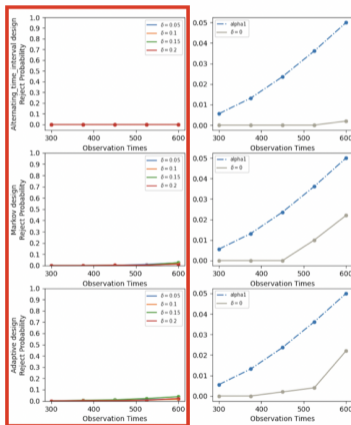 Alternating_time_interval design
Reject Probability
1.0
0.9
0.8
0.7
0.6
0.5
0.4
0.3
0.2
0.1
0.0
δ = 0.05
δ = 0.1
δ = 0.15
δ = 0.2
300 400 500 600
Observation Times
0.05
0.04
0.03
0.02
0.01
0.00
alpha1
δ = 0
300 400 500 600
Observation Times
Markov design
Reject Probability
1.0
0.9
0.8
0.7
0.6
0.5
0.4
0.3
0.2
0.1
0.0
δ = 0.05
δ = 0.1
δ = 0.15
δ = 0.2
300 400 500 600
Observation Times
0.05
0.04
0.03
0.02
0.01
0.00
alpha1
δ = 0
300 400 500 600
Observation Times
Adaptive design
Reject Probability
1.0
0.9
0.8
0.7
0.6
0.5
0.4
0.3
0.2
0.1
0.0
δ = 0.05
δ = 0.1
δ = 0.15
δ = 0.2
300 400 500 600
Observation Times
0.05
0.04
0.03
0.02
0.01
0.00
alpha1
δ = 0
300 400 500 600
Observation Times